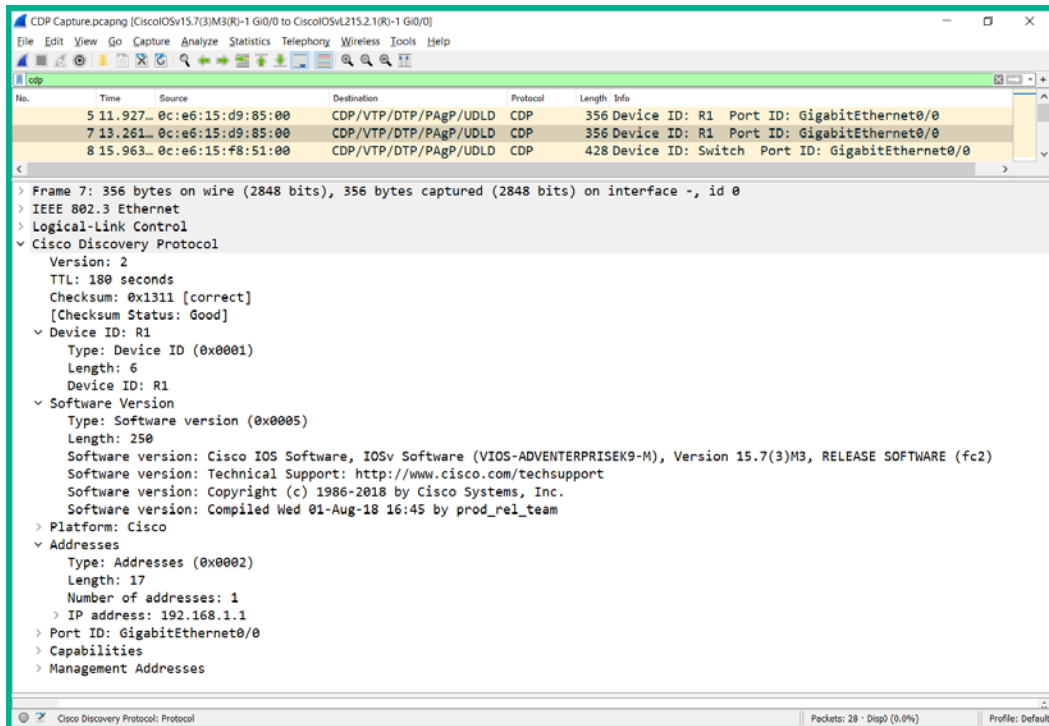 CDP Capture.pcapng [CiscoIOSv15.7(3)M3(R)-1 Gi0/0 to CiscoIOSvL215.2.1(R)-1 Gi0/0]
File Edit View Go Capture Analyze Statistics Telephony Wireless Tools Help
cdp
No. Time Source Destination Protocol Length Info
5 11.927… 0c:e6:15:d9:85:00 CDP/VTP/DTP/PAgP/UDLD CDP 356 Device ID: R1 Port ID: GigabitEthernet0/0
7 13.261… 0c:e6:15:d9:85:00 CDP/VTP/DTP/PAgP/UDLD CDP 356 Device ID: R1 Port ID: GigabitEthernet0/0
8 15.963… 0c:e6:15:f8:51:00 CDP/VTP/DTP/PAgP/UDLD CDP 428 Device ID: Switch Port ID: GigabitEthernet0/0
Frame 7: 356 bytes on wire (2848 bits), 356 bytes captured (2848 bits) on interface -, id 0
IEEE 802.3 Ethernet
Logical-Link Control
Cisco Discovery Protocol
Version: 2
TTL: 180 seconds
Checksum: 0x1311 [correct]
[Checksum Status: Good]
Device ID: R1
Type: Device ID (0x0001)
Length: 6
Device ID: R1
Software Version
Type: Software version (0x0005)
Length: 250
Software version: Cisco IOS Software, IOSv Software (VIOS-ADVENTERPRISEK9-M), Version 15.7(3)M3, RELEASE SOFTWARE (fc2)
Software version: Technical Support: http://www.cisco.com/techsupport
Software version: Copyright (c) 1986-2018 by Cisco Systems, Inc.
Software version: Compiled Wed 01-Aug-18 16:45 by prod_rel_team
Platform: Cisco
Addresses
Type: Addresses (0x0002)
Length: 17
Number of addresses: 1
IP address: 192.168.1.1
Port ID: GigabitEthernet0/0
Capabilities
Management Addresses
Cisco Discovery Protocol: Protocol Packets: 28 · Disp) (0.0%) Profile: Default